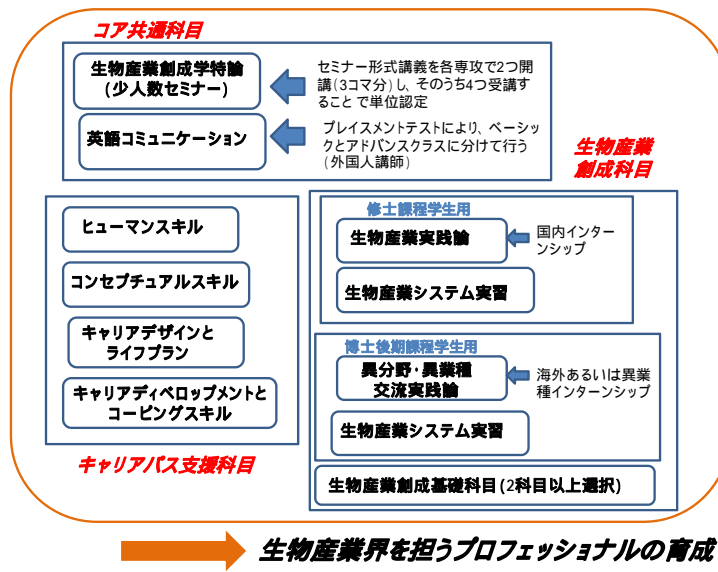 コア共通科目
生物産業創成学特論
(少人数セミナー)
セミナー形式講義を各専攻で2つ開
講(3コマ分)し、そのうち4つ受講す
ることで単位認定
英語コミュニケーション
プレイスメントテストにより、ベーシッ
クとアドバンスクラスに分けて行う
(外国人講師)
生物産業
創成科目
ヒューマンスキル
コンセプチュアルスキル
キャリアデザインと
ライフプラン
キャリアディベロップメントと
コーピングスキル
キャリアパス支援科目
修士課程学生用
生物産業実践論
国内インター
ンシップ
生物産業システム実習
博士後期課程学生用
異分野・異業種
交流実践論
海外あるいは異業
種インターンシップ
生物産業システム実習
生物産業創成基礎科目(2科目以上選択)
生物産業界を担うプロフェッショナルの育成